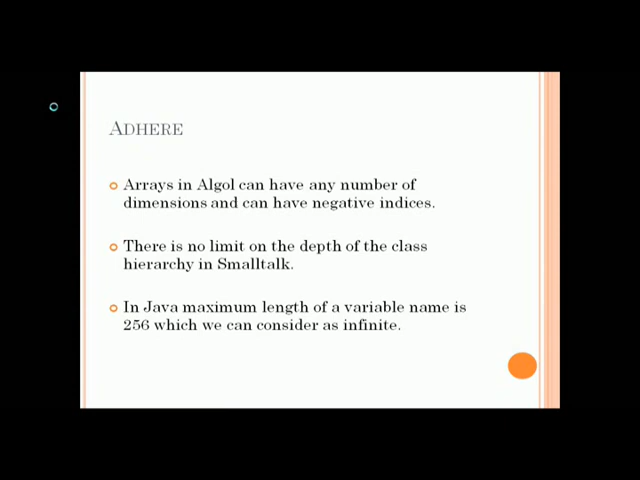 ADHERE
Arrays in Algol can have any number of
dimensions and can have negative indices.
There is no limit on the depth of the class
hierarchy in Smalltalk.
In Java maximum length of a variable name is
256 which we can consider as infinite.